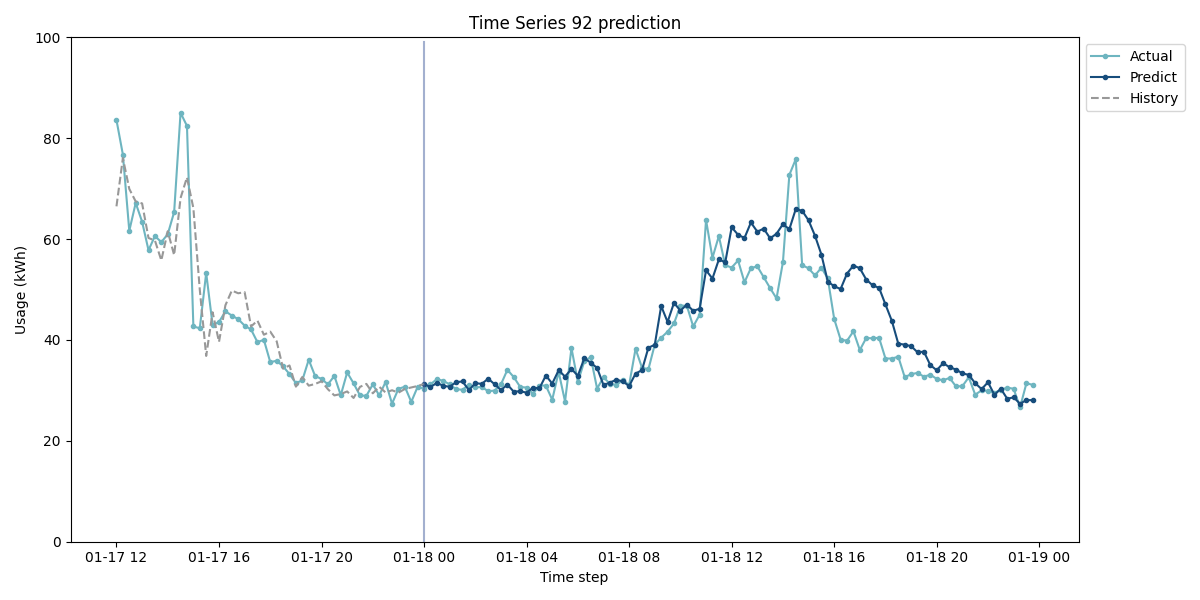 Time Series 92 prediction
Usage (kWh)
100
80
60
40
20
0
01-17 12
01-17 16
01-17 20
01-18 00
01-18 04
01-18 08
01-18 12
01-18 16
01-18 20
01-19 00
Time step
Actual
Predict
History